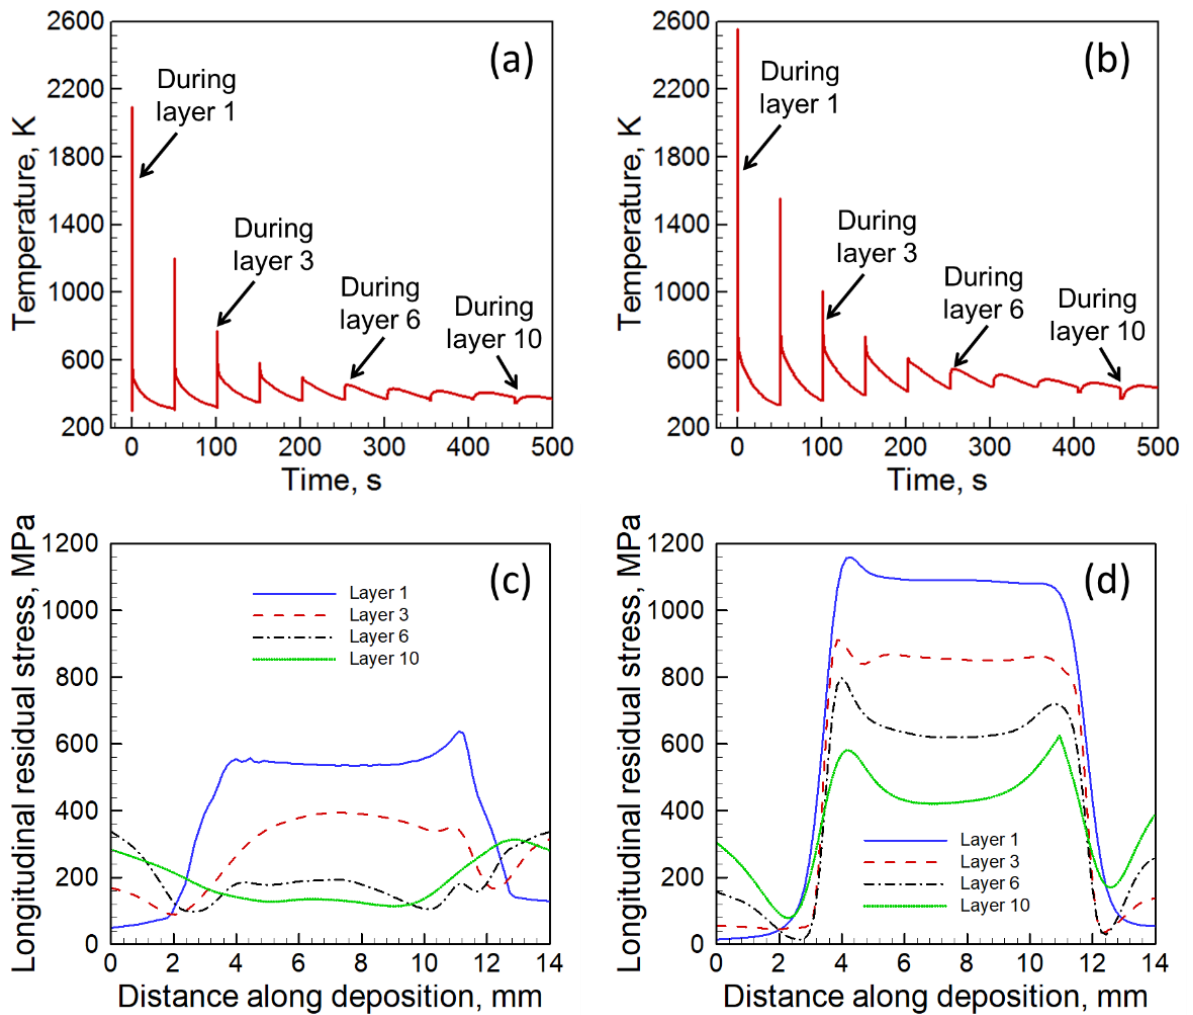 (a)
Temperature, K
2600
2200
1800
1400
1000
600
200
During
layer 1
During
layer 3
During
layer 6
During
layer 10
0 100 200 300 400 500
Time, s
(b)
Temperature, K
2600
2200
1800
1400
1000
600
200
During
layer 1
During
layer 3
During
layer 6
During
layer 10
0 100 200 300 400 500
Time, s
(c)
Longitudinal residual stress, MPa
1200
1000
800
600
400
200
0
Layer 1
Layer 3
Layer 6
Layer 10
0 2 4 6 8 10 12 14
Distance along deposition, mm
(d)
Longitudinal residual stress, MPa
1200
1000
800
600
400
200
0
Layer 1
Layer 3
Layer 6
Layer 10
0 2 4 6 8 10 12 14
Distance along deposition, mm